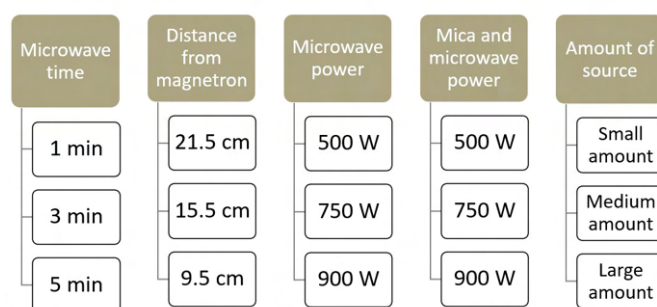 Microwave
time
1 min
3 min
5 min
Distance
from
magnetron
21.5 cm
15.5 cm
9.5 cm
Microwave
power
500 W
750 W
900 W
Mica and
microwave
power
500 W
750 W
900 W
Amount of
source
Small
amount
Medium
amount
Large
amount